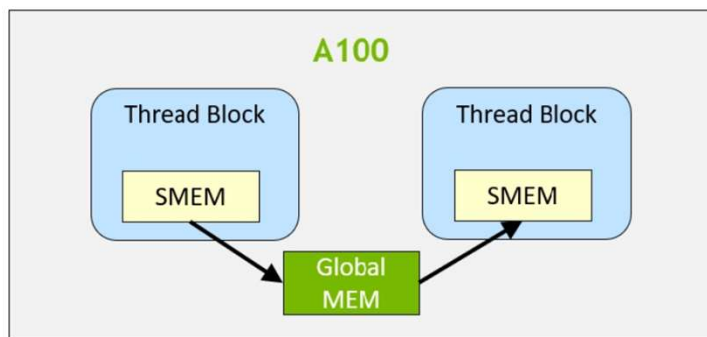 A100
Thread Block
Thread Block
SMEM
SMEM
Global
MEM